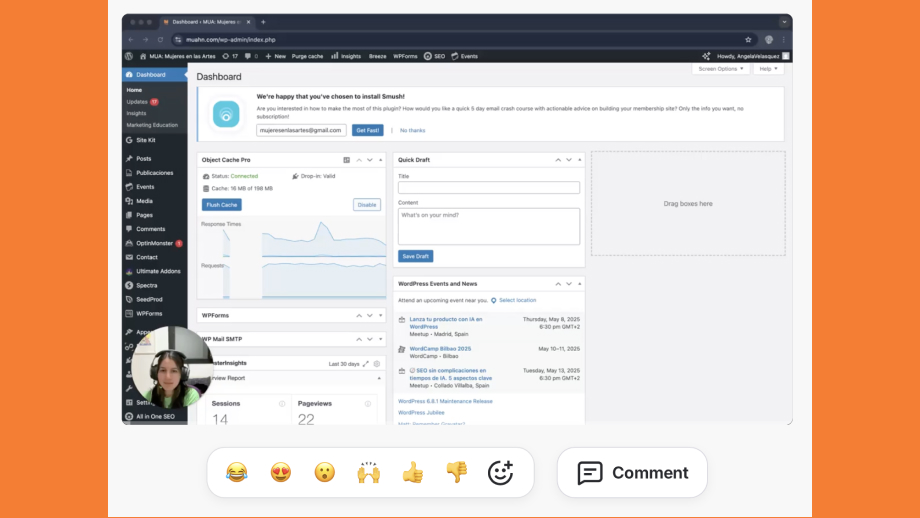 Dashboard ‹ MUA: Mujeres en
muahn.com/wp-admin/index.php
MUA: Mujeres en las Artes 17 0 New Purge cache Insights Breeze WPForms SEO Events
Howdy, AngelaVelasquez
Dashboard
Home
Updates 17
Insights
Marketing Education
Site Kit
Posts
Publicaciones
Events
Media
Pages
Comments
OptinMonster 1
Contact
Ultimate Addons
Spectra
SeedProd
WPForms
Appea
Settin
All in One SEO
Screen Options
Help
Dashboard
We're happy that you've chosen to install Smush!
Are you interested in how to make the most of this plugin? How would you like a quick 5 day email crash course with actionable advice on building your membership site? Only the info you want, no
subscription!
mujeresenlasartes@gmail.com Get Fast! | No thanks
Object Cache Pro
Status: Connected Drop-in: Valid
Cache: 16 MB of 198 MB
Flush Cache Disable
Response Times
Requests
WPForms
WP Mail SMTP
sterInsights Last 30 days
rview Report
Sessions Pageviews
14 22
Quick Draft
Title
Content
What's on your mind?
Save Draft
WordPress Events and News
Attend an upcoming event near you. Select location
Lanza tu producto con IA en
WordPress
Meetup • Madrid, Spain
Thursday, May 8, 2025
6:30 pm GMT+2
WordCamp Bilbao 2025
WordCamp • Bilbao
May 10–11, 2025
SEO sin complicaciones en
tiempos de IA. 5 aspectos clave
Meetup • Collado Villalba, Spain
Tuesday, May 13, 2025
6:30 pm GMT+2
WordPress 6.8.1 Maintenance Release
WordPress Jubilee
Drag boxes here
Comment